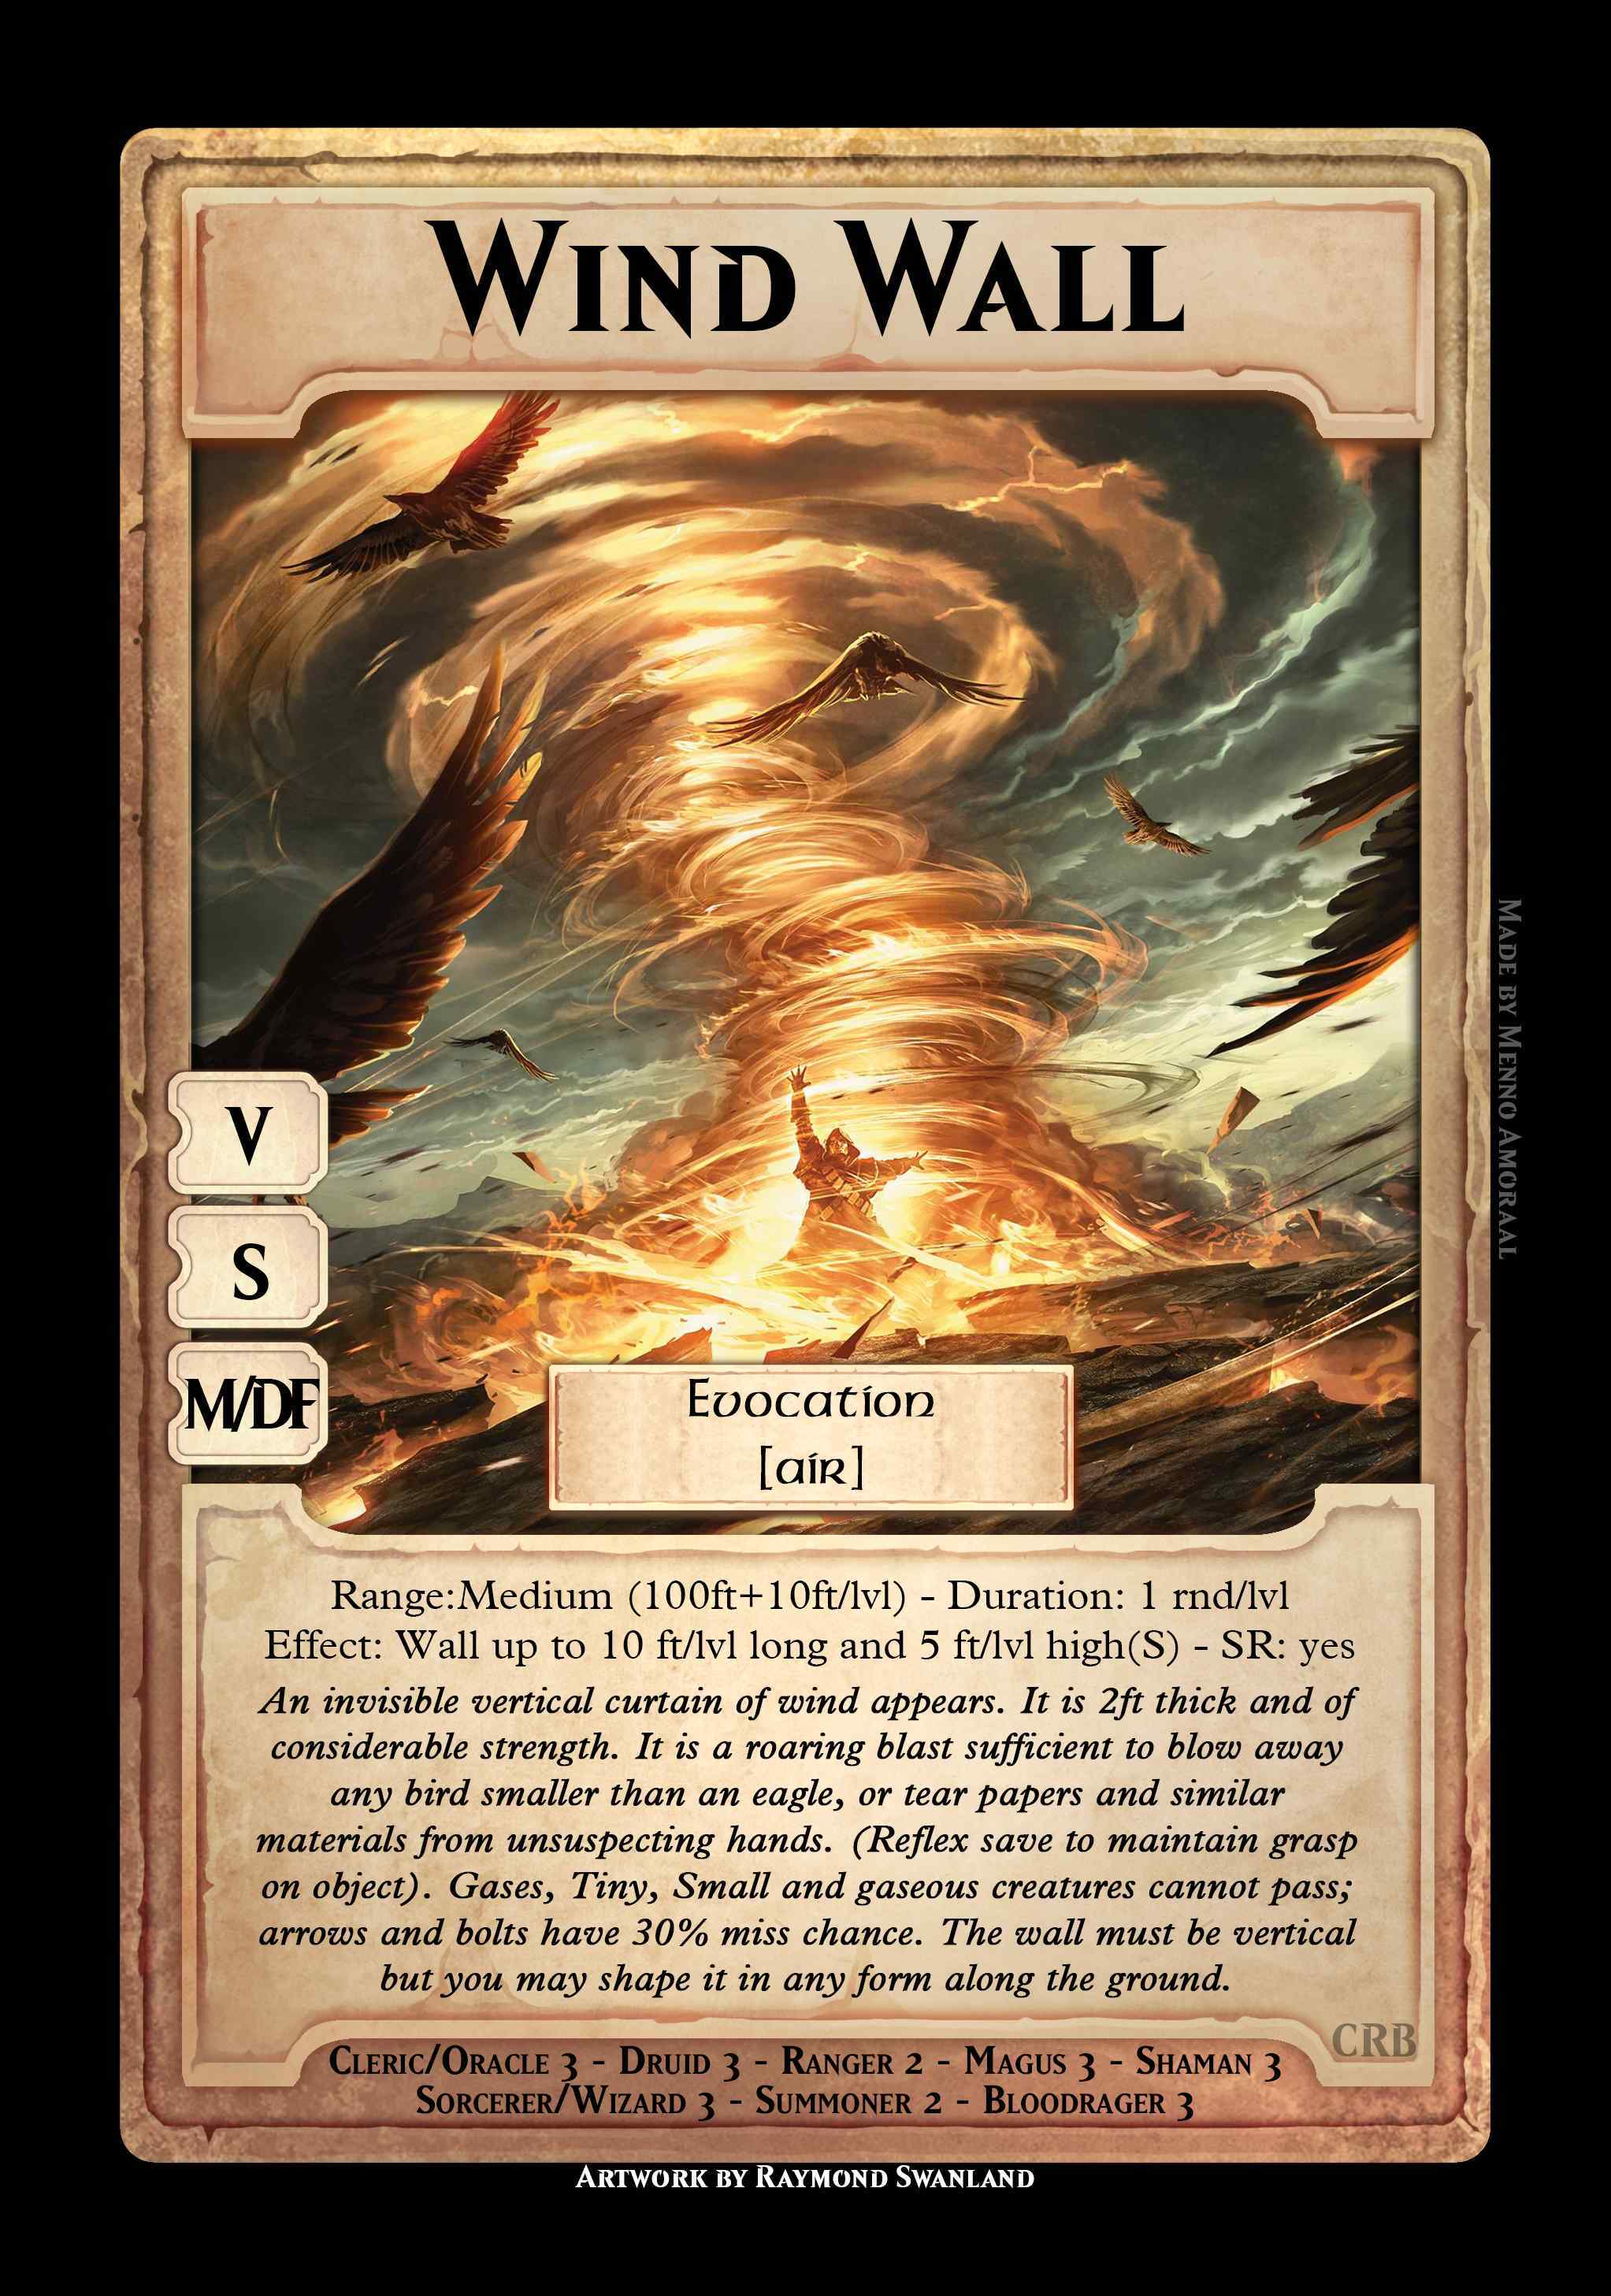 Wind Wall
V
S
M/DF
Evocation
[air]
Range:Medium (100ft+10ft/lvl) - Duration: 1 rnd/lvl
Effect: Wall up to 10 ft/lvl long and 5 ft/lvl high(S) - SR: yes
An invisible vertical curtain of wind appears. It is 2ft thick and of
considerable strength. It is a roaring blast sufficient to blow away
any bird smaller than an eagle, or tear papers and similar
materials from unsuspecting hands. (Reflex save to maintain grasp
on object). Gases, Tiny, Small and gaseous creatures cannot pass;
arrows and bolts have 30% miss chance. The wall must be vertical
but you may shape it in any form along the ground.
CRB
Cleric/Oracle 3 - Druid 3 - Ranger 2 - Magus 3 - Shaman 3
Sorcerer/Wizard 3 - Summoner 2 - Bloodrager 3
Artwork by Raymond Swanland
Made by Menno Amoraal